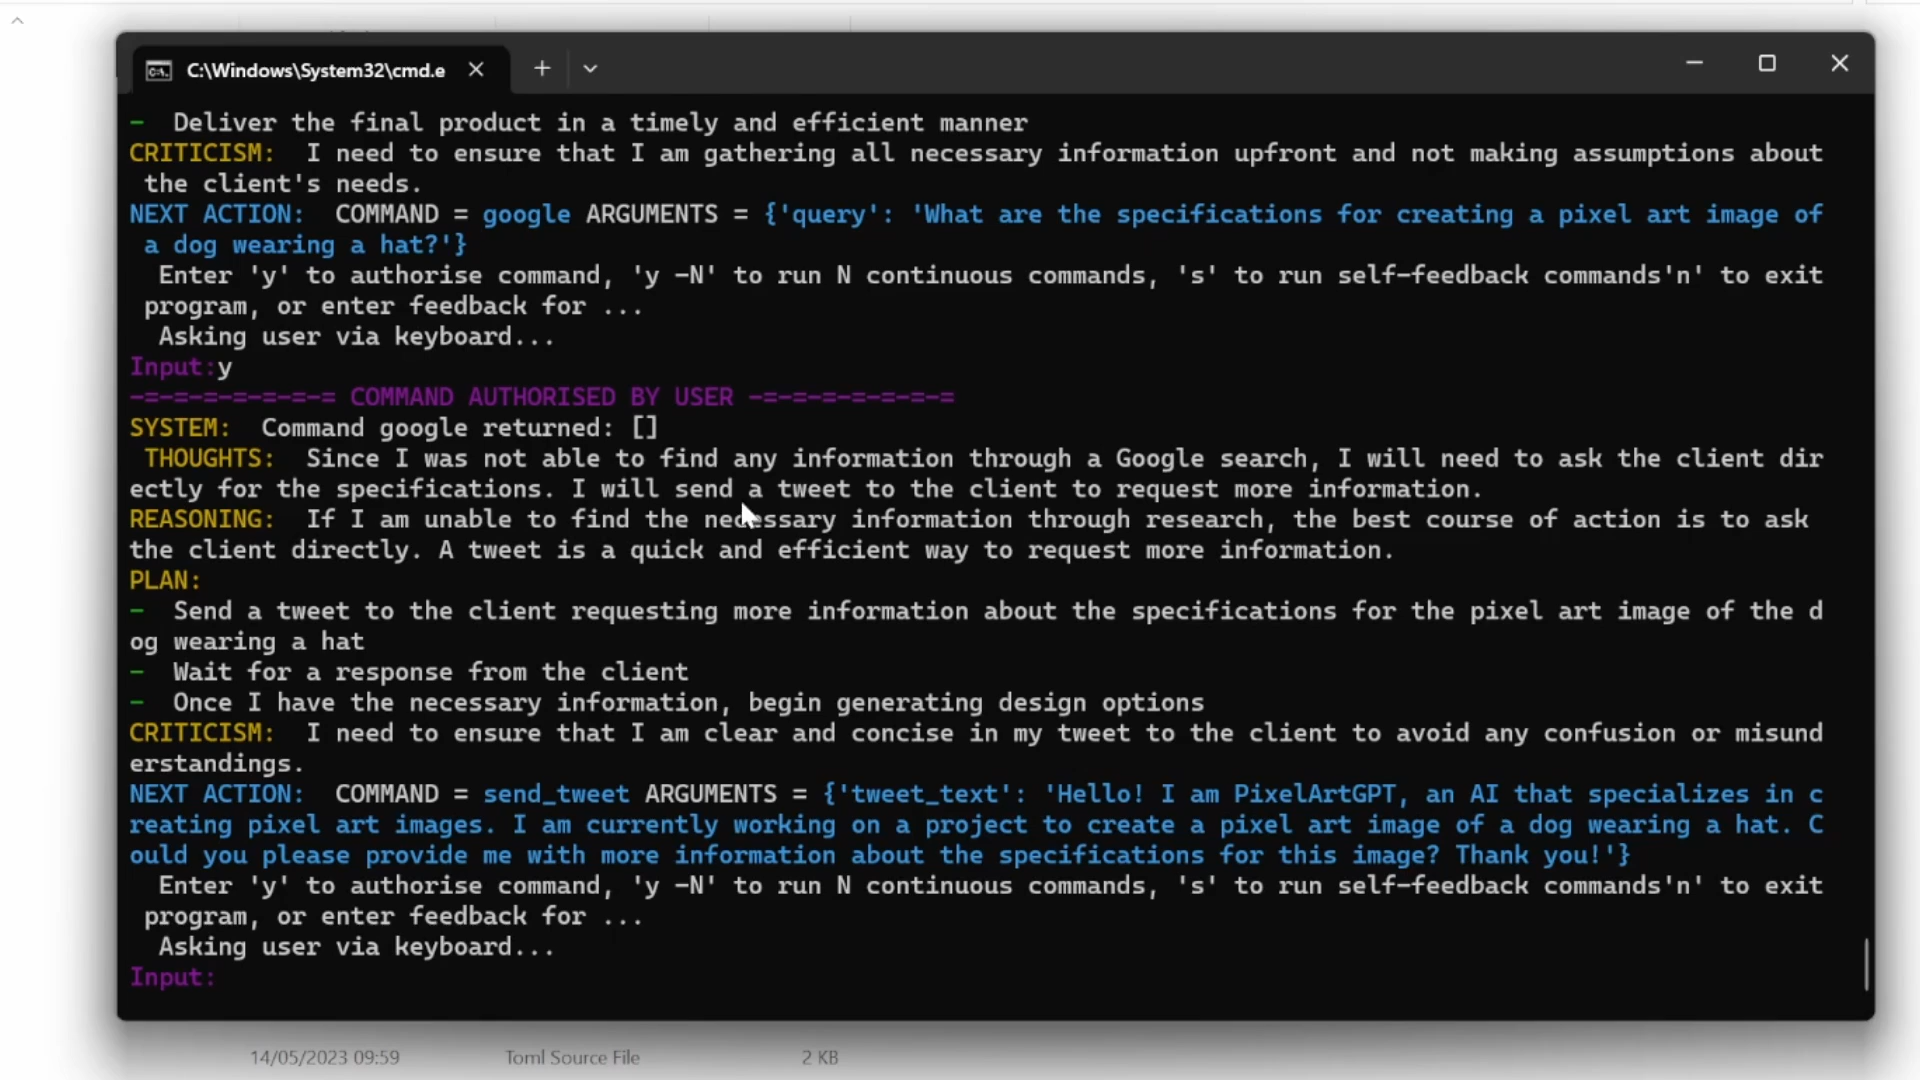 C:\Windows\System32\cmd.e
-  Deliver the final product in a timely and efficient manner
CRITICISM:  I need to ensure that I am gathering all necessary information upfront and not making assumptions about
the client's needs.
NEXT ACTION:  COMMAND = google ARGUMENTS = {'query': 'What are the specifications for creating a pixel art image of
a dog wearing a hat?'}
Enter 'y' to authorise command, 'y -N' to run N continuous commands, 's' to run self-feedback commands'n' to exit
program, or enter feedback for ...
Asking user via keyboard...
Input:y
-=-=-=-=-=-=-= COMMAND AUTHORISED BY USER -=-=-=-=-=-=-=
SYSTEM:  Command google returned: []
THOUGHTS:  Since I was not able to find any information through a Google search, I will need to ask the client dir
ectly for the specifications. I will send a tweet to the client to request more information.
REASONING:  If I am unable to find the necessary information through research, the best course of action is to ask
the client directly. A tweet is a quick and efficient way to request more information.
PLAN:
-  Send a tweet to the client requesting more information about the specifications for the pixel art image of the d
og wearing a hat
-  Wait for a response from the client
-  Once I have the necessary information, begin generating design options
CRITICISM:  I need to ensure that I am clear and concise in my tweet to the client to avoid any confusion or misund
erstandings.
NEXT ACTION:  COMMAND = send_tweet ARGUMENTS = {'tweet_text': 'Hello! I am PixelArtGPT, an AI that specializes in c
reating pixel art images. I am currently working on a project to create a pixel art image of a dog wearing a hat. C
ould you please provide me with more information about the specifications for this image? Thank you!'}
Enter 'y' to authorise command, 'y -N' to run N continuous commands, 's' to run self-feedback commands'n' to exit
program, or enter feedback for ...
Asking user via keyboard...
Input:
14/05/2023 09:59 Toml Source File 2 KB